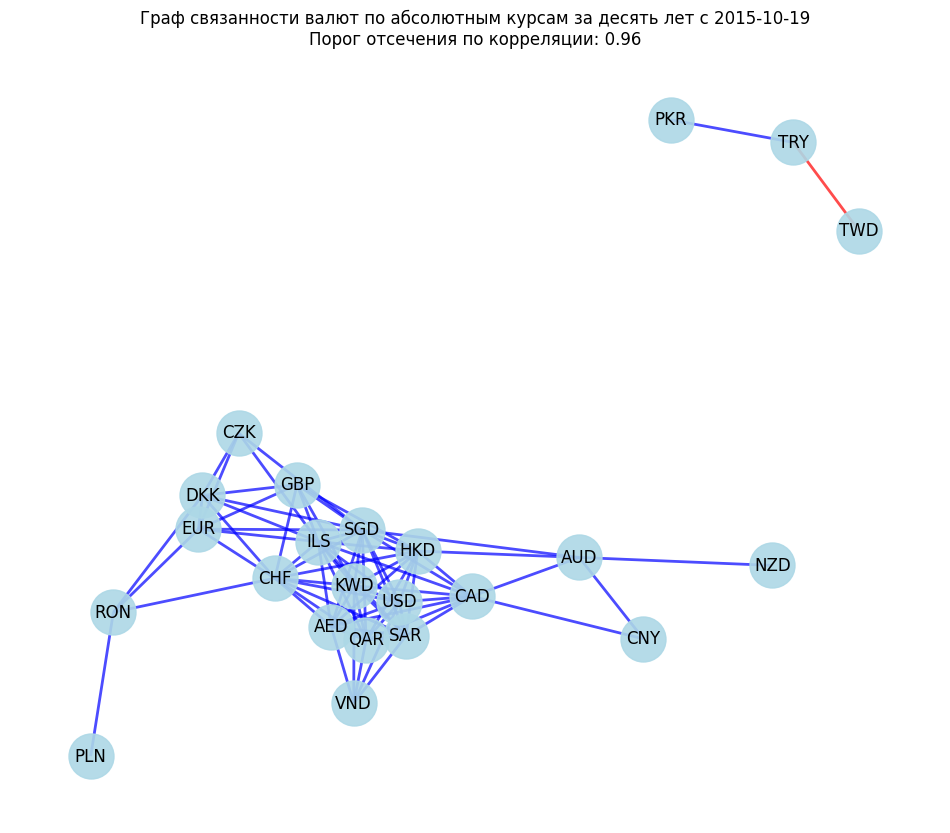 Граф связанности валют по абсолютным курсам за десять лет с 2015-10-19
Порог отсечения по корреляции: 0.96
PKR
TRY
TWD
CZK
GBP
DKK
EUR
SGD
ILS
HKD
AUD
NZD
CHF
KWD
USD
CAD
RON
AED
QAR
SAR
CNY
VND
PLN